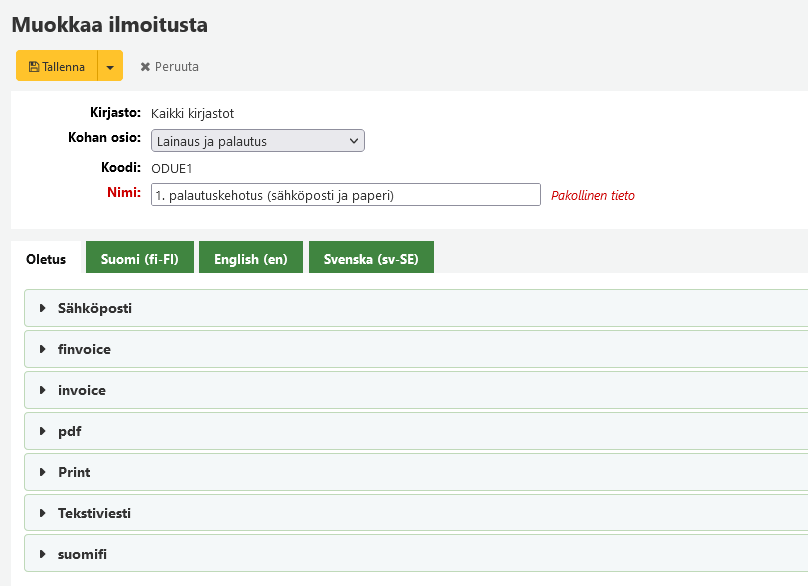 Muokkaa ilmoitusta
Tallenna Peruuta
Kirjasto: Kaikki kirjastot
Kohan osio: Lainaus ja palautus
Koodi: ODUE1
Nimi: 1. palautuskehotus (sähköposti ja paperi) Pakollinen tieto
Oletus Suomi (fi-FI) English (en) Svenska (sv-SE)
Sähköposti
finvoice
invoice
pdf
Print
Tekstiviesti
suomifi